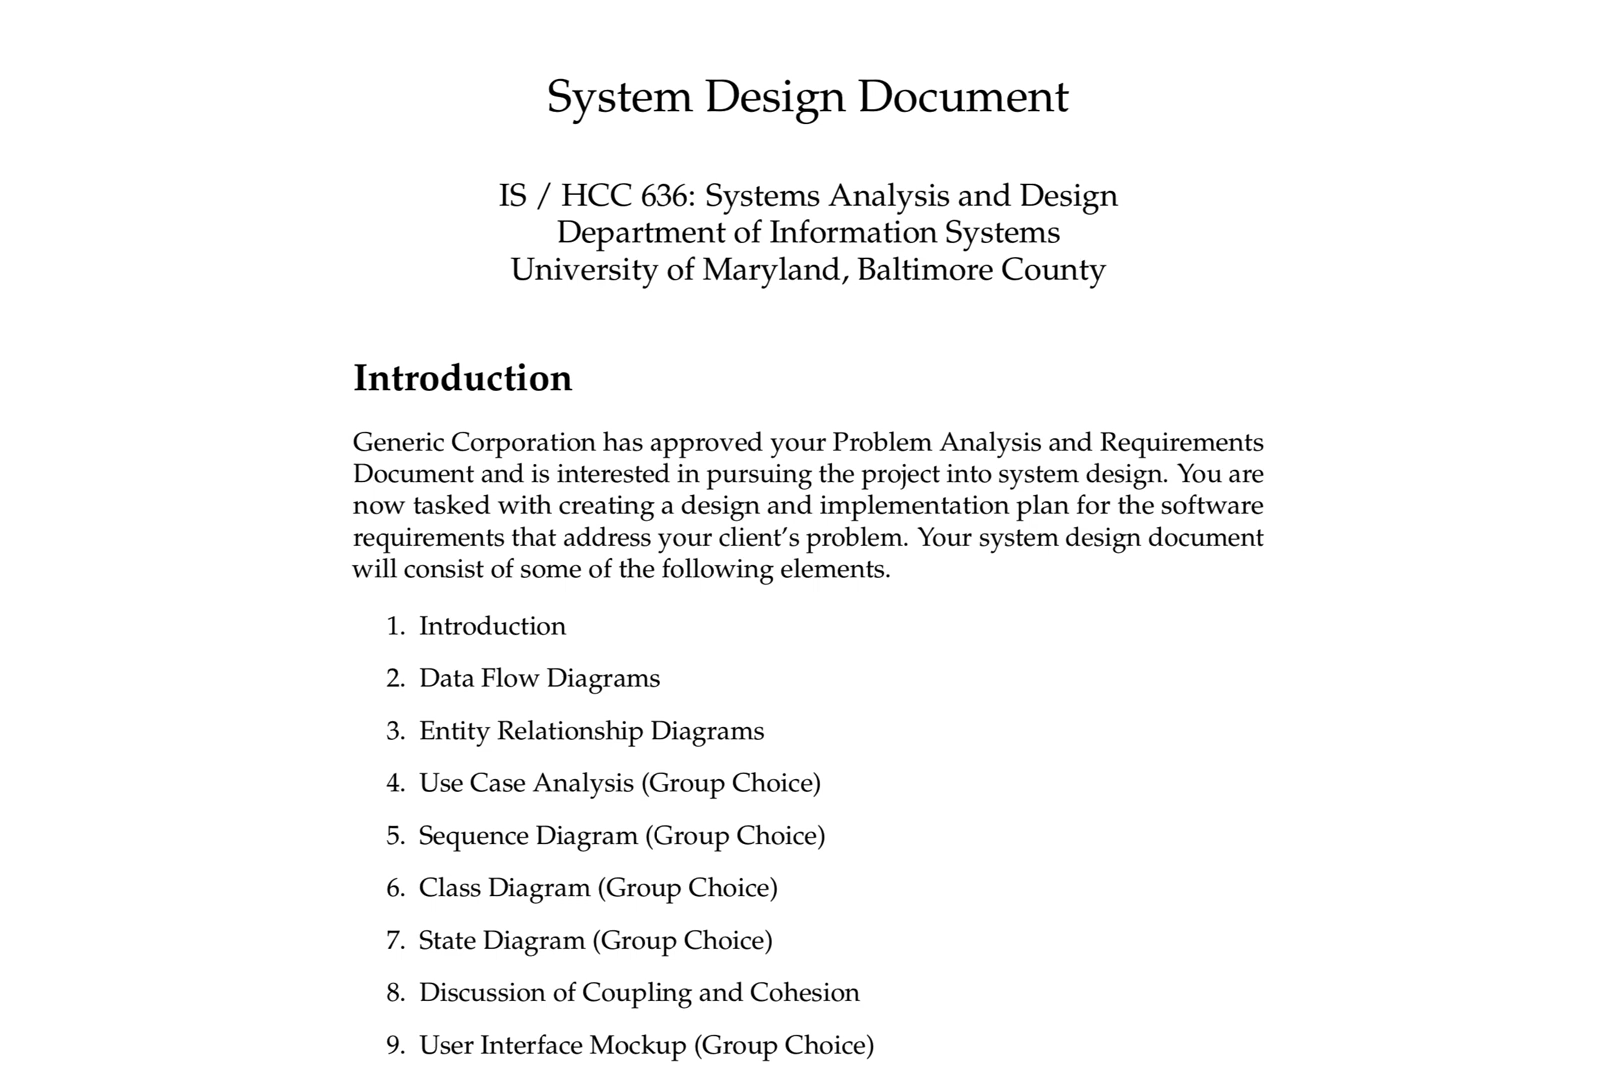 System Design Document
IS / HCC 636: Systems Analysis and Design
Department of Information Systems
University of Maryland, Baltimore County
Introduction
Generic Corporation has approved your Problem Analysis and Requirements
Document and is interested in pursuing the project into system design. You are
now tasked with creating a design and implementation plan for the software
requirements that address your client’s problem. Your system design document
will consist of some of the following elements.
1. Introduction
2. Data Flow Diagrams
3. Entity Relationship Diagrams
4. Use Case Analysis (Group Choice)
5. Sequence Diagram (Group Choice)
6. Class Diagram (Group Choice)
7. State Diagram (Group Choice)
8. Discussion of Coupling and Cohesion
9. User Interface Mockup (Group Choice)